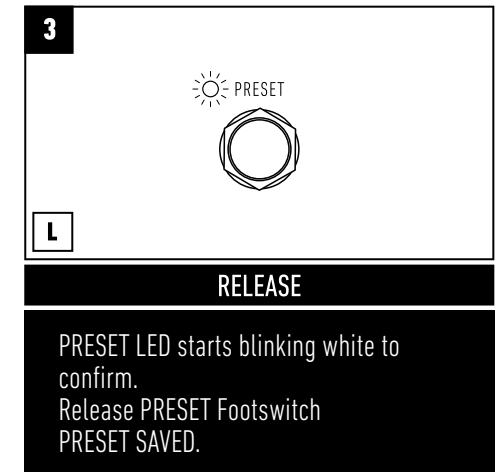 3
PRESET
L
RELEASE
PRESET LED starts blinking white to
confirm.
Release PRESET Footswitch
PRESET SAVED.